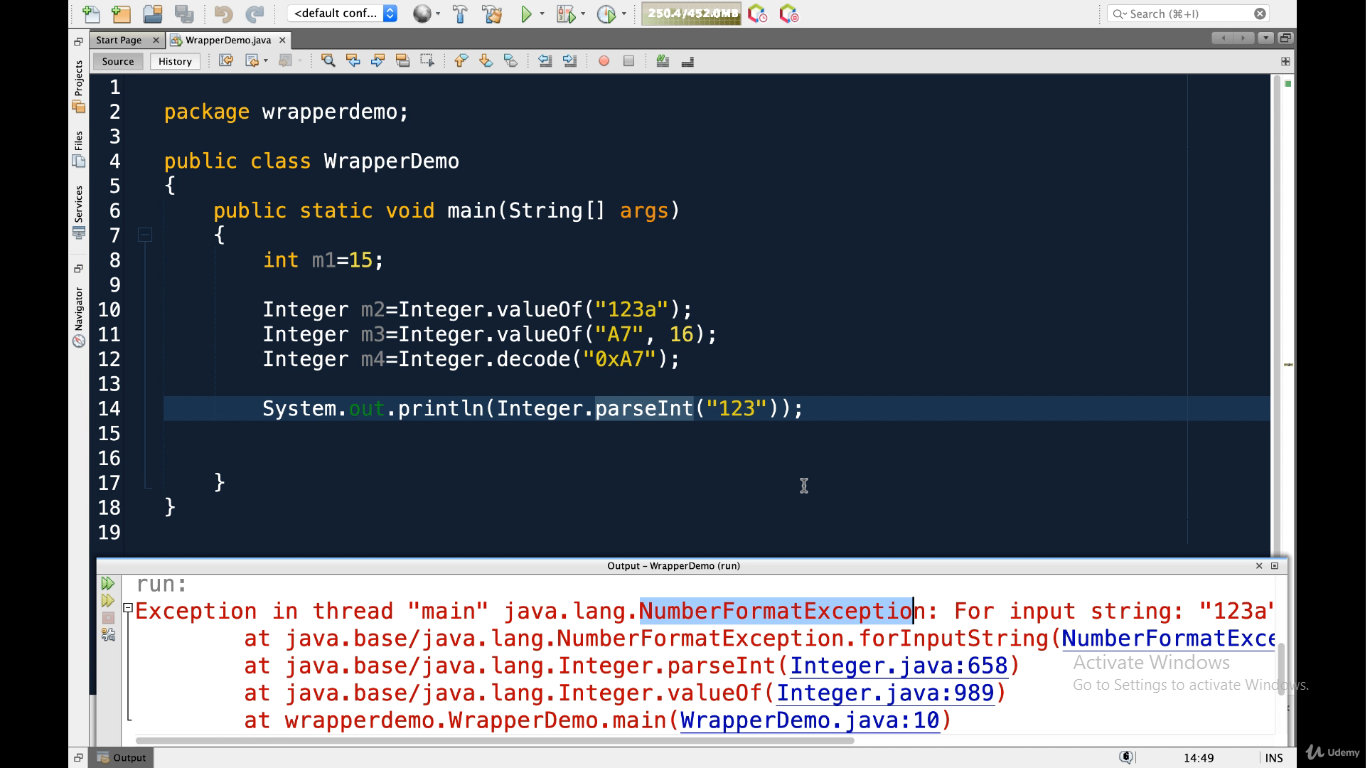 <default conf...
250.4/452.0MB
Search (⌘+I)
Start Page
WrapperDemo.java
Source
History
Projects
Files
Services
Navigator
1
2 package wrapperdemo;
3
4 public class WrapperDemo
5 {
6 public static void main(String[] args)
7 {
8 int m1=15;
9
10 Integer m2=Integer.valueOf("123a");
11 Integer m3=Integer.valueOf("A7", 16);
12 Integer m4=Integer.decode("0xA7");
13
14 System.out.println(Integer.parseInt("123"));
15
16
17 }
18 }
19
Output - WrapperDemo (run)
run:
Exception in thread "main" java.lang.NumberFormatException: For input string: "123a"
at java.base/java.lang.NumberFormatException.forInputString(NumberFormatExce
at java.base/java.lang.Integer.parseInt(Integer.java:658)
at java.base/java.lang.Integer.valueOf(Integer.java:989)
at wrapperdemo.WrapperDemo.main(WrapperDemo.java:10)
Activate Windows
Go to Settings to activate Windows.
Output
6
14:49
INS
Udemy